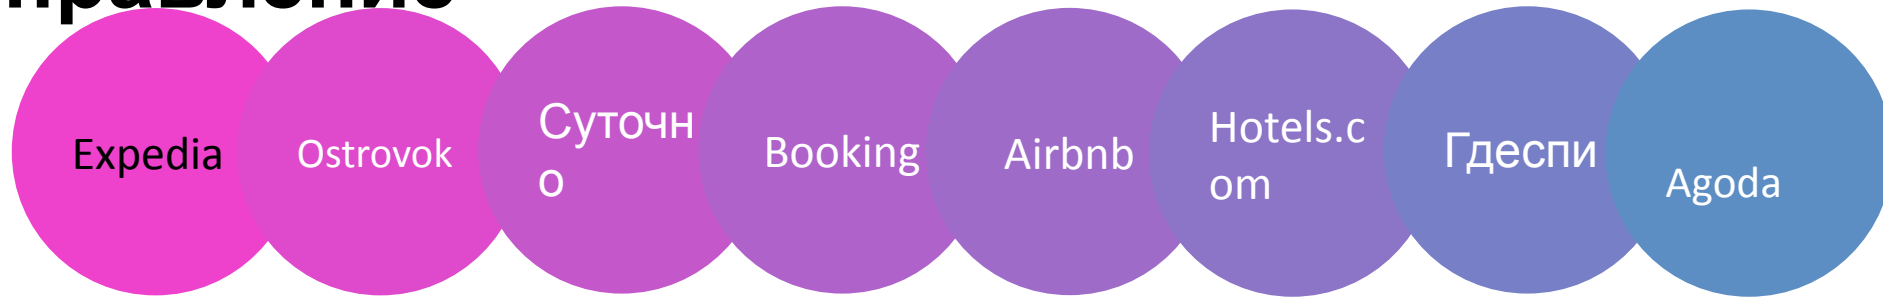 Expedia
Ostrovok
Суточн
о
Booking
Airbnb
Hotels.c
om
Гдеспи
Agoda